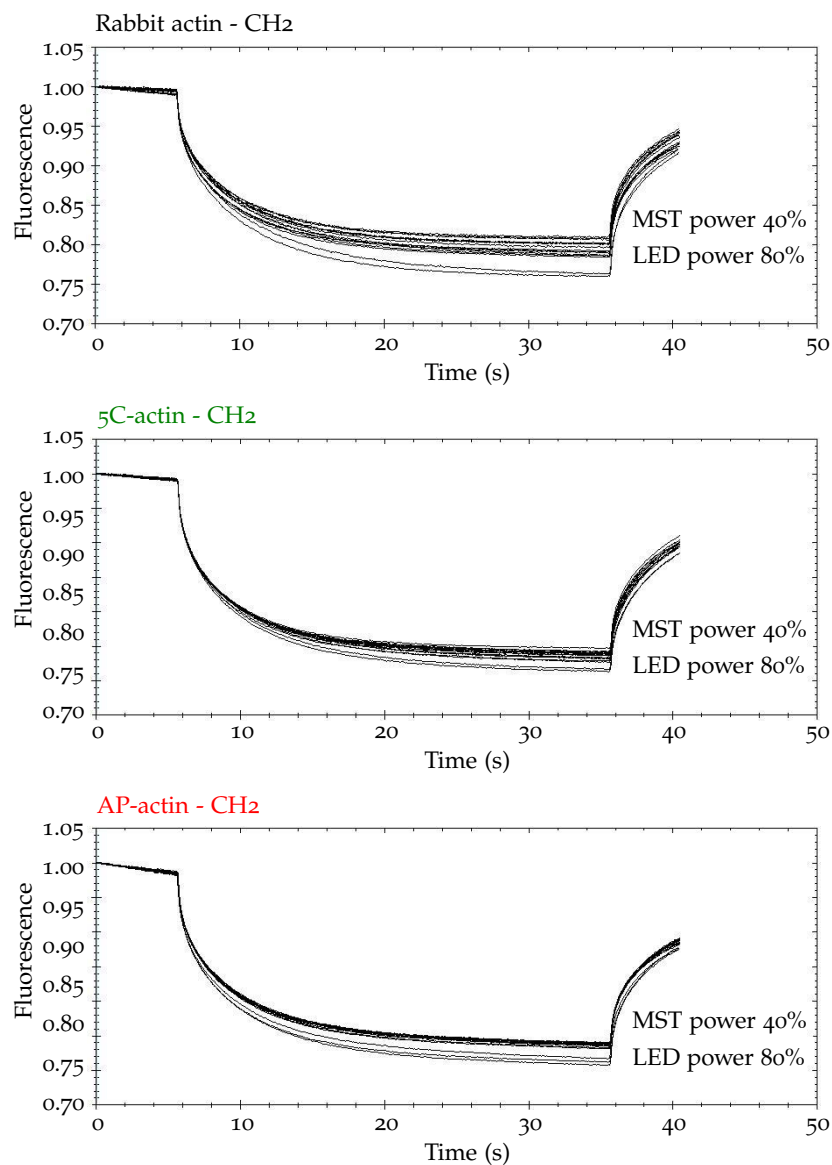 Rabbit actin - CH2
1.05
1.00
0.95
0.90
0.85
0.80
0.75
0.70
Fluorescence
MST power 40%
LED power 80%
0 10 20 30 40 50
Time (s)
5C-actin - CH2
1.05
1.00
0.95
0.90
0.85
0.80
0.75
0.70
Fluorescence
MST power 40%
LED power 80%
0 10 20 30 40 50
Time (s)
AP-actin - CH2
1.05
1.00
0.95
0.90
0.85
0.80
0.75
0.70
Fluorescence
MST power 40%
LED power 80%
0 10 20 30 40 50
Time (s)